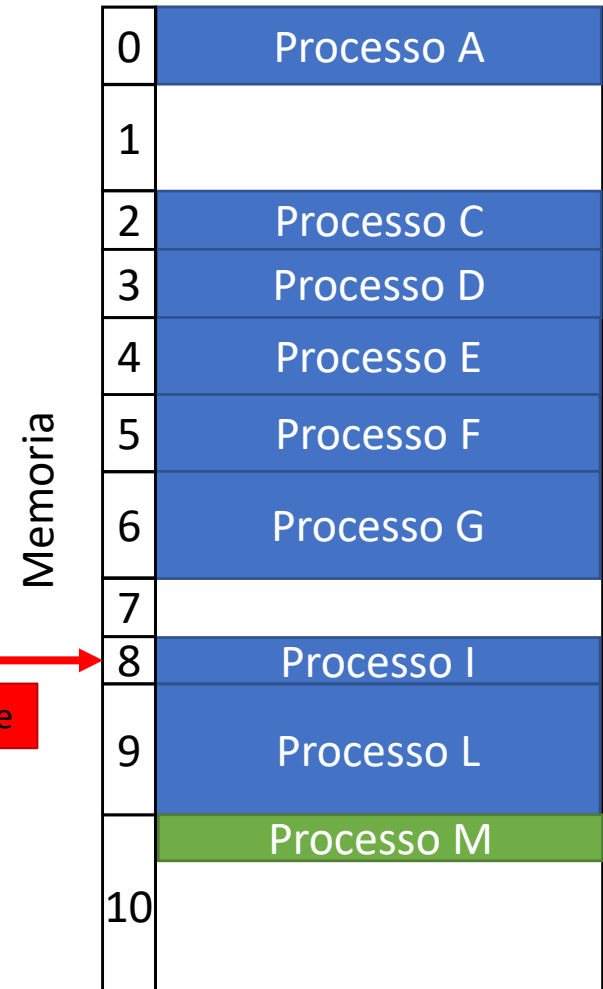 0 Processo A
1
2 Processo C
3 Processo D
4 Processo E
5 Processo F
6 Processo G
7
8 Processo I
9 Processo L
Processo M
10
Memoria
e